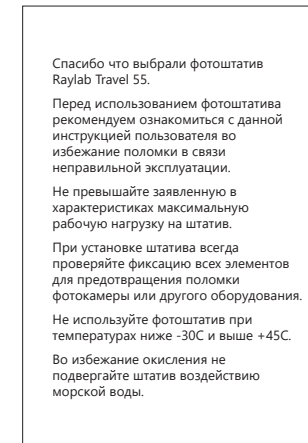 Спасибо что выбрали фотоштатив
Raylab Travel 55.
Перед использованием фотоштатива
рекомендуем ознакомиться с данной
инструкцией пользователя во
избежание поломки в связи
неправильной эксплуатации.
Не превышайте заявленную в
характеристиках максимальную
рабочую нагрузку на штатив.
При установке штатива всегда
проверяйте фиксацию всех элементов
для предотвращения поломки
фотокамеры или другого оборудования.
Не используйте фотоштатив при
температурах ниже -30С и выше +45С.
Во избежание окисления не
подвергайте штатив воздействию
морской воды.